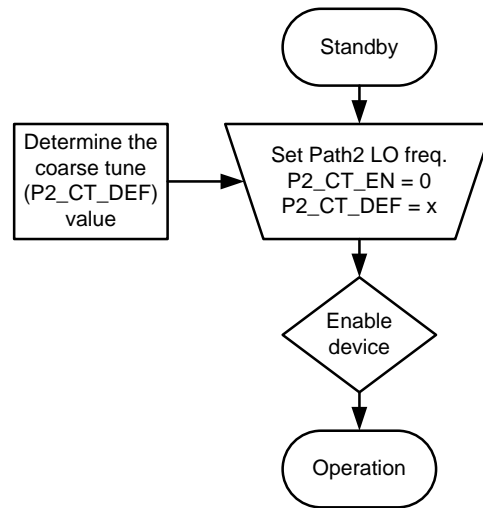 Standby
Determine the
coarse tune
(P2_CT_DEF)
value
Set Path2 LO freq.
P2_CT_EN = 0
P2_CT_DEF = x
Enable
device
Operation